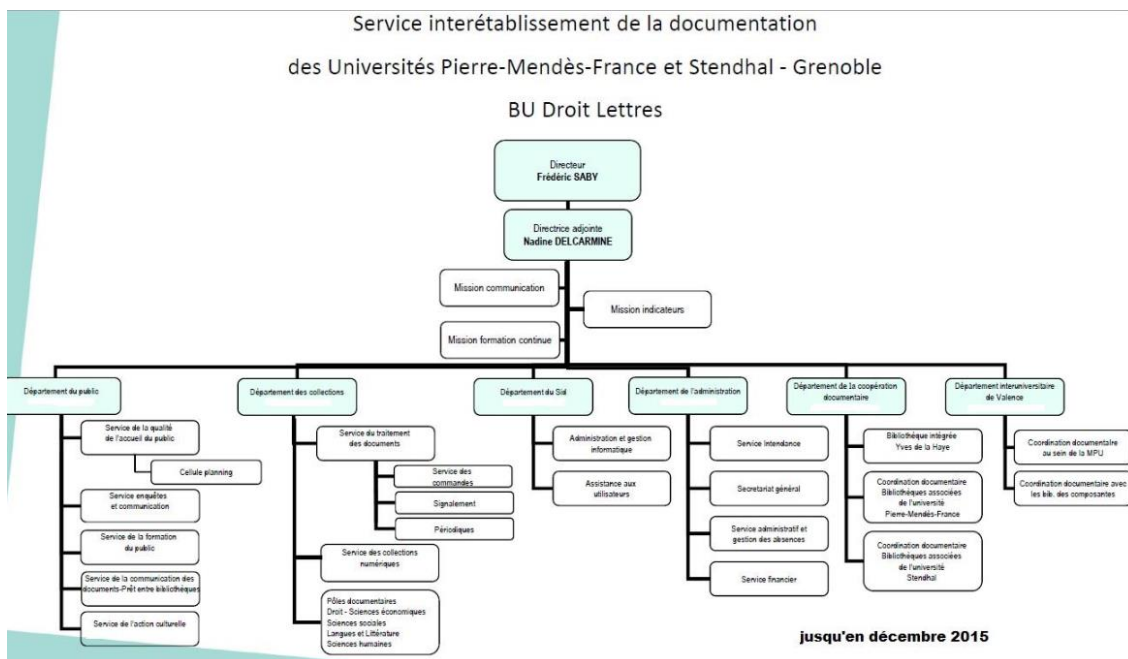 Service interétablissement de la documentation
des Universités Pierre-Mendès-France et Stendhal - Grenoble
BU Droit Lettres
Directeur
Frédéric SABY
Directrice adjointe
Nadine DELCARMINE
Mission communication
Mission indicateurs
Mission formation continue
Département du public
Département des collections
Département du Sid
Département de l'administration
Département de la coopération
documentaire
Département interuniversitaire
de Valence
Service de la qualité
de l'accueil du public
Cellule planning
Service enquêtes
et communication
Service de la formation
du public
Service de la communication des
documents-Prêt entre bibliothèques
Service de l'action culturelle
Service du traitement
des documents
Service des
commandes
Signalement
Périodiques
Service des collections
numériques
Pôles documentaires
Droit - Sciences économiques
Sciences sociales
Langues et Littérature
Sciences humaines
Administration et gestion
informatique
Assistance aux
utilisateurs
Service Intendance
Secretariat général
Service administratif et
gestion des absences
Service financier
Bibliothèque intégrée
Yves de la Haye
Coordination documentaire
Bibliothèques associées
de l'université
Pierre-Mendès-France
Coordination documentaire
Bibliothèques associées
de l'université
Stendhal
Coordination documentaire
au sein de la MPU
Coordination documentaire avec
les bib. des composantes
jusqu'en décembre 2015